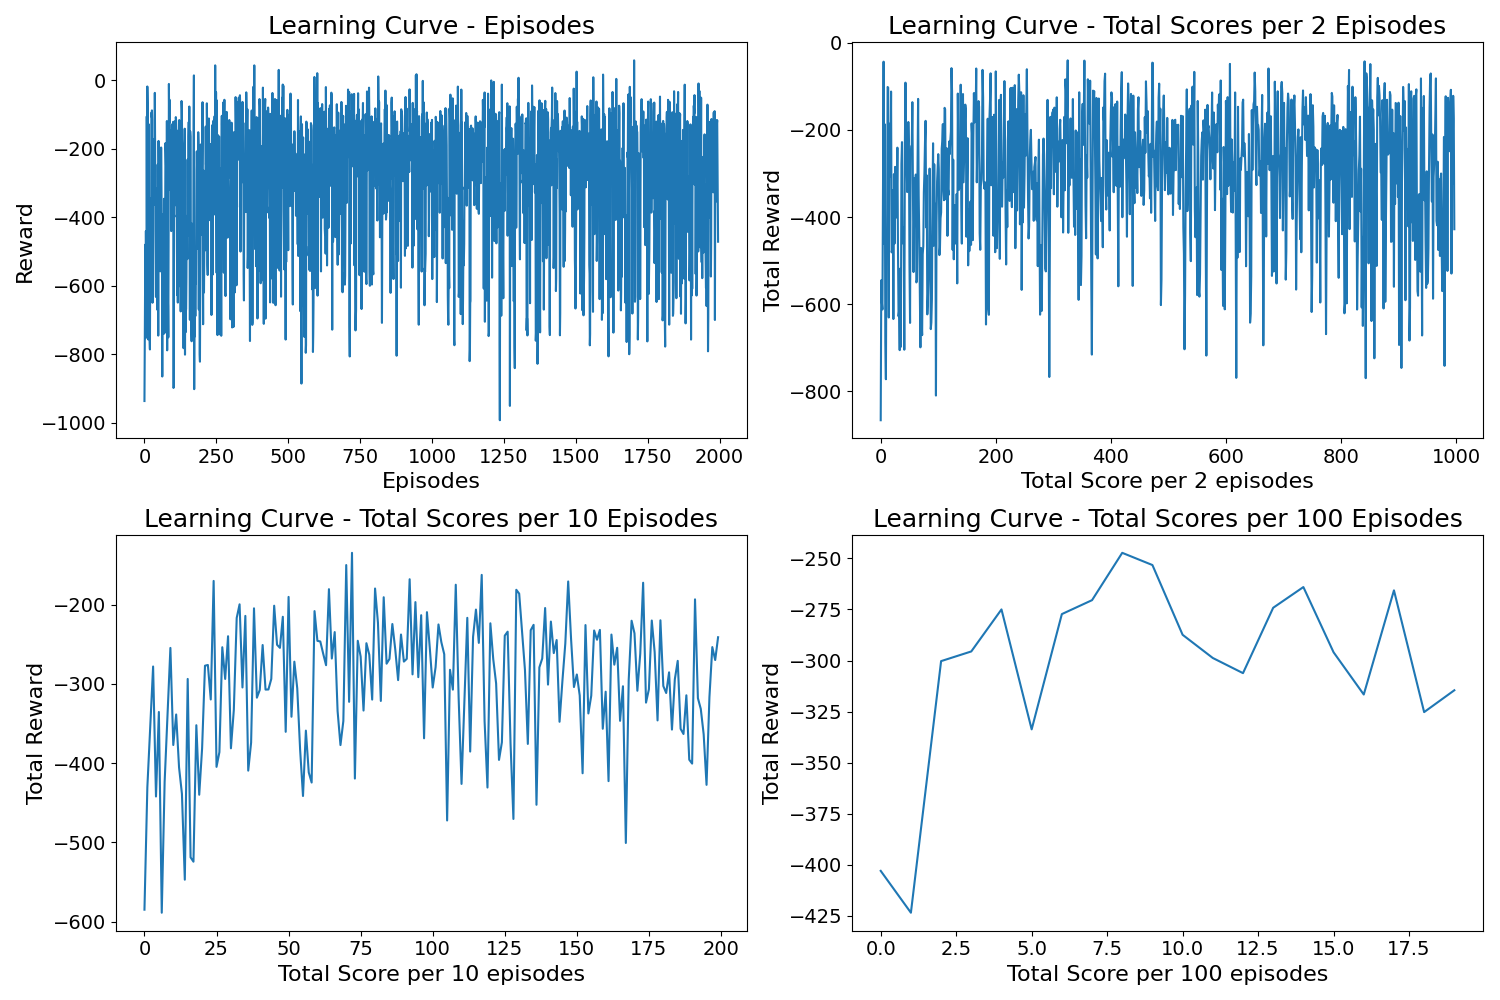 Learning Curve - Episodes
Reward
0
−200
−400
−600
−800
−1000
0 250 500 750 1000 1250 1500 1750 2000
Episodes
Learning Curve - Total Scores per 2 Episodes
Total Reward
0
−200
−400
−600
−800
0 200 400 600 800 1000
Total Score per 2 episodes
Learning Curve - Total Scores per 10 Episodes
Total Reward
−200
−300
−400
−500
−600
0 25 50 75 100 125 150 175 200
Total Score per 10 episodes
Learning Curve - Total Scores per 100 Episodes
Total Reward
−250
−275
−300
−325
−350
−375
−400
−425
0.0 2.5 5.0 7.5 10.0 12.5 15.0 17.5
Total Score per 100 episodes